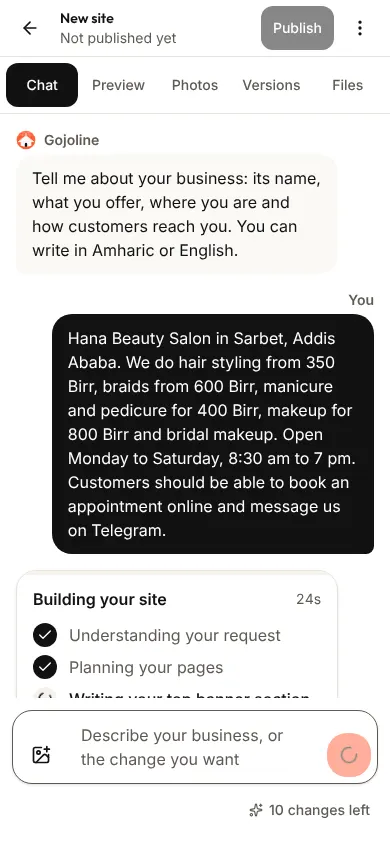 New site
Not published yet
Publish
Chat
Preview
Photos
Versions
Files
Gojoline
Tell me about your business: its name,
what you offer, where you are and
how customers reach you. You can
write in Amharic or English.
You
Hana Beauty Salon in Sarbet, Addis
Ababa. We do hair styling from 350
Birr, braids from 600 Birr, manicure
and pedicure for 400 Birr, makeup for
800 Birr and bridal makeup. Open
Monday to Saturday, 8:30 am to 7 pm.
Customers should be able to book an
appointment online and message us
on Telegram.
Building your site
24s
Understanding your request
Planning your pages
Writing your top banner section
Describe your business, or
the change you want
10 changes left